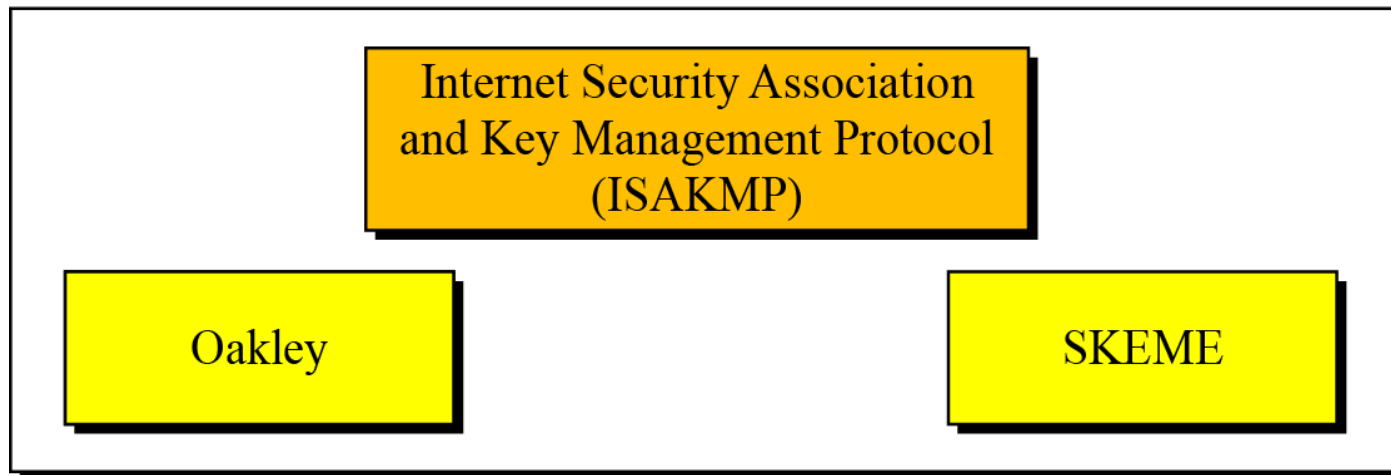 Internet Security Association
and Key Management Protocol
(ISAKMP)
Oakley
SKEME